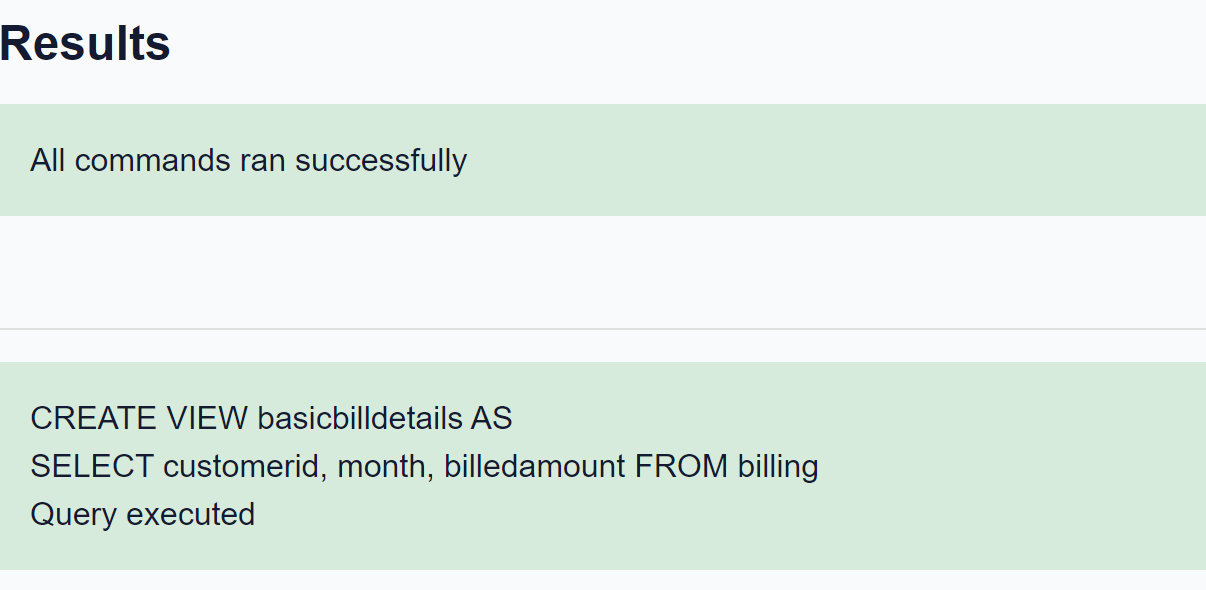 Results
All commands ran successfully
CREATE VIEW basicbilldetails AS
SELECT customerid, month, billedamount FROM billing
Query executed